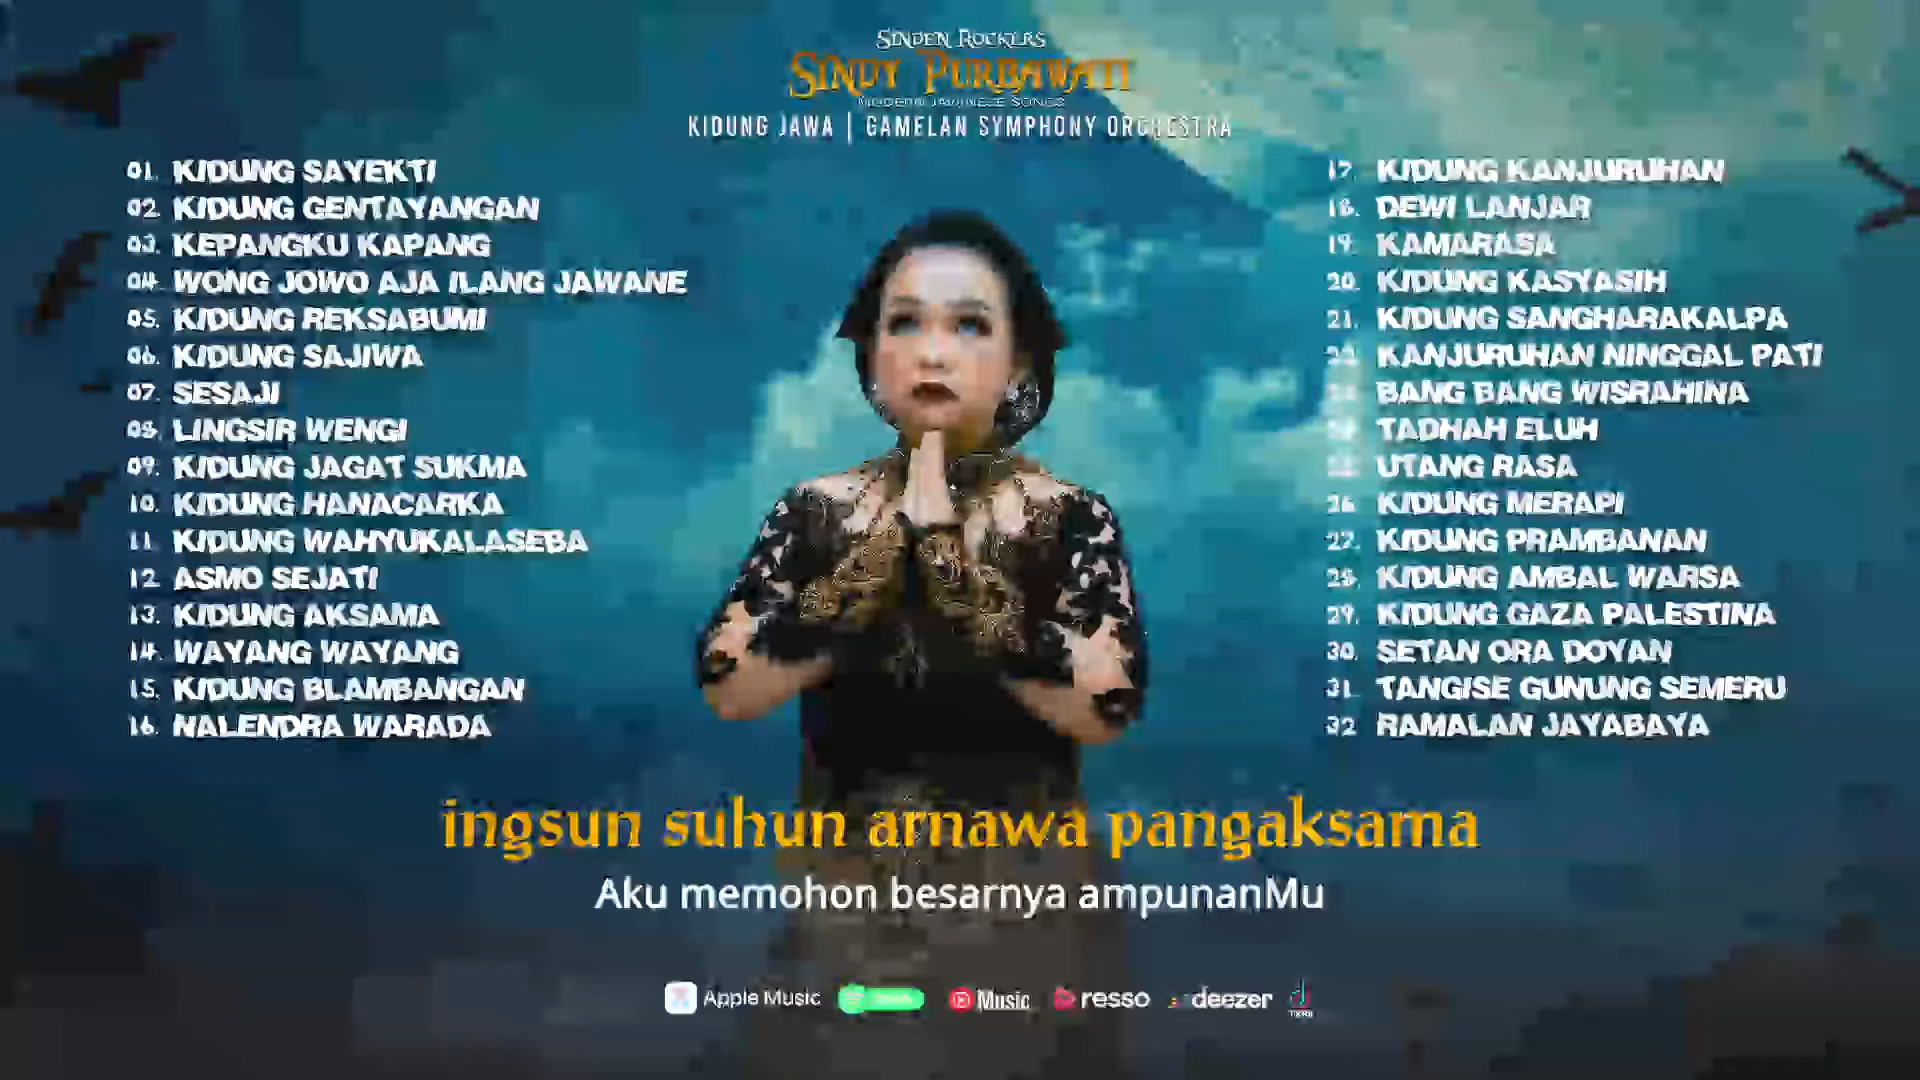 SINDEN ROCKERS
SINDY PURBAWATI
MODERN JAVANESE SONGS
KIDUNG JAWA | GAMELAN SYMPHONY ORCHESTRA
01. KIDUNG SAYEKTI
02. KIDUNG GENTAYANGAN
03. KEPANGKU KAPANG
04. WONG JOWO AJA ILANG JAWANE
05. KIDUNG REKSABUMI
06. KIDUNG SAJIWA
07. SESAJI
08. LINGSIR WENGI
09. KIDUNG JAGAT SUKMA
10. KIDUNG HANACARKA
11. KIDUNG WAHYUKALASEBA
12. ASMO SEJATI
13. KIDUNG AKSAMA
14. WAYANG WAYANG
15. KIDUNG BLAMBANGAN
16. NALENDRA WARADA
17. KIDUNG KANJURUHAN
18. DEWI LANJAR
19. KAMARASA
20. KIDUNG KASYASIH
21. KIDUNG SANGHARAKALPA
KANJURUHAN NINGGAL PATI
BANG BANG WISRAHINA
TADHAH ELUH
UTANG RASA
26. KIDUNG MERAPI
27. KIDUNG PRAMBANAN
28. KIDUNG AMBAL WARSA
29. KIDUNG GAZA PALESTINA
30. SETAN ORA DOYAN
31. TANGISE GUNUNG SEMERU
32. RAMALAN JAYABAYA
ingsun suhun arnawa pangaksama
Aku memohon besarnya ampunanMu
Apple Music Music resso deezer